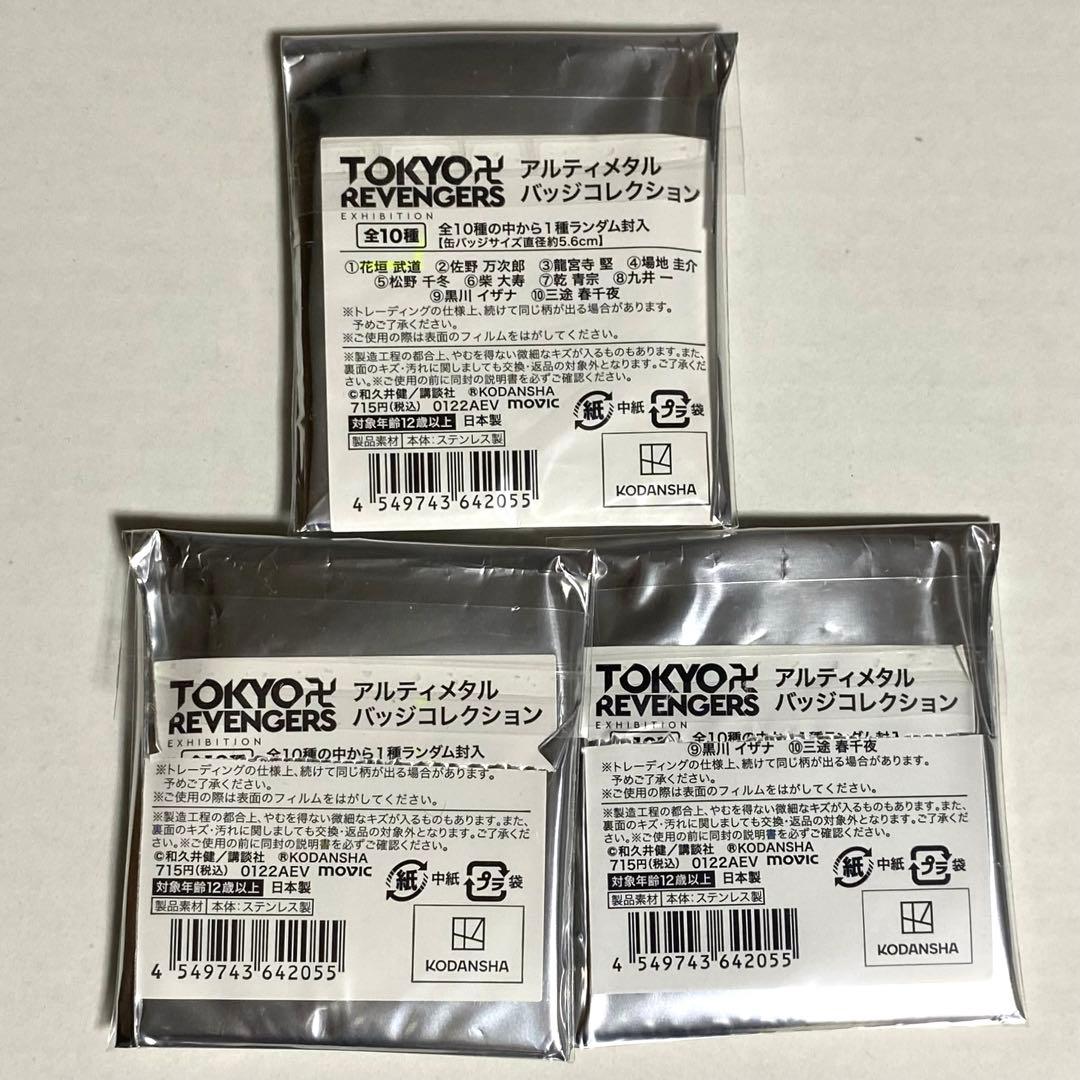 TOKYO卍 アルティメタル
REVENGERS バッジコレクション
EXHIBITION
全10種 全10種の中から1種ランダム封入
【缶バッジサイズ直径約5.6cm】
①花垣 武道 ②佐野 万次郎 ③龍宮寺 堅 ④場地 圭介
⑤松野 千冬 ⑥柴 大寿 ⑦乾 青宗 ⑧九井 一
⑨黒川 イザナ ⑩三途 春千夜
※トレーディングの仕様上、続けて同じ柄が出る場合があります。
予めご了承ください。
※ご使用の際は表面のフィルムをはがしてください。
※製造工程の都合上、やむを得ない微細なキズが入るものもあります。また、
裏面のキズ・汚れに関しましても交換・返品の対象外となります。ご了承くだ
さい。※ご使用の前に同封の説明書を必ずご確認ください。
©和久井健/講談社 ®KODANSHA
715円(税込) 0122AEV movic
対象年齢12歳以上 日本製
製品素材 本体:ステンレス製
紙 中紙 プラ 袋
4 549743 642055
KODANSHA
TOKYO卍 アルティメタル
REVENGERS バッジコレクション
EXHIBITION
全10種の中から1種ランダム封入
※トレーディングの仕様上、続けて同じ柄が出る場合があります。
予めご了承ください。
※ご使用の際は表面のフィルムをはがしてください。
※製造工程の都合上、やむを得ない微細なキズが入るものもあります。また、
裏面のキズ・汚れに関しましても交換・返品の対象外となります。ご了承くだ
さい。※ご使用の前に同封の説明書を必ずご確認ください。
©和久井健/講談社 ®KODANSHA
715円(税込) 0122AEV movic
対象年齢12歳以上 日本製
製品素材 本体:ステンレス製
紙 中紙 プラ 袋
4 549743 642055
KODANSHA
TOKYO卍 アルティメタル
REVENGERS バッジコレクション
EXHIBITION
全10種の中から1種ランダム封入
⑨黒川 イザナ ⑩三途 春千夜
※トレーディングの仕様上、続けて同じ柄が出る場合があります。
予めご了承ください。
※ご使用の際は表面のフィルムをはがしてください。
※製造工程の都合上、やむを得ない微細なキズが入るものもあります。また、
裏面のキズ・汚れに関しましても交換・返品の対象外となります。ご了承くだ
さい。※ご使用の前に同封の説明書を必ずご確認ください。
©和久井健/講談社 ®KODANSHA
715円(税込) 0122AEV movic
対象年齢12歳以上 日本製
製品素材 本体:ステンレス製
紙 中紙 プラ 袋
4 549743 642055
KODANSHA